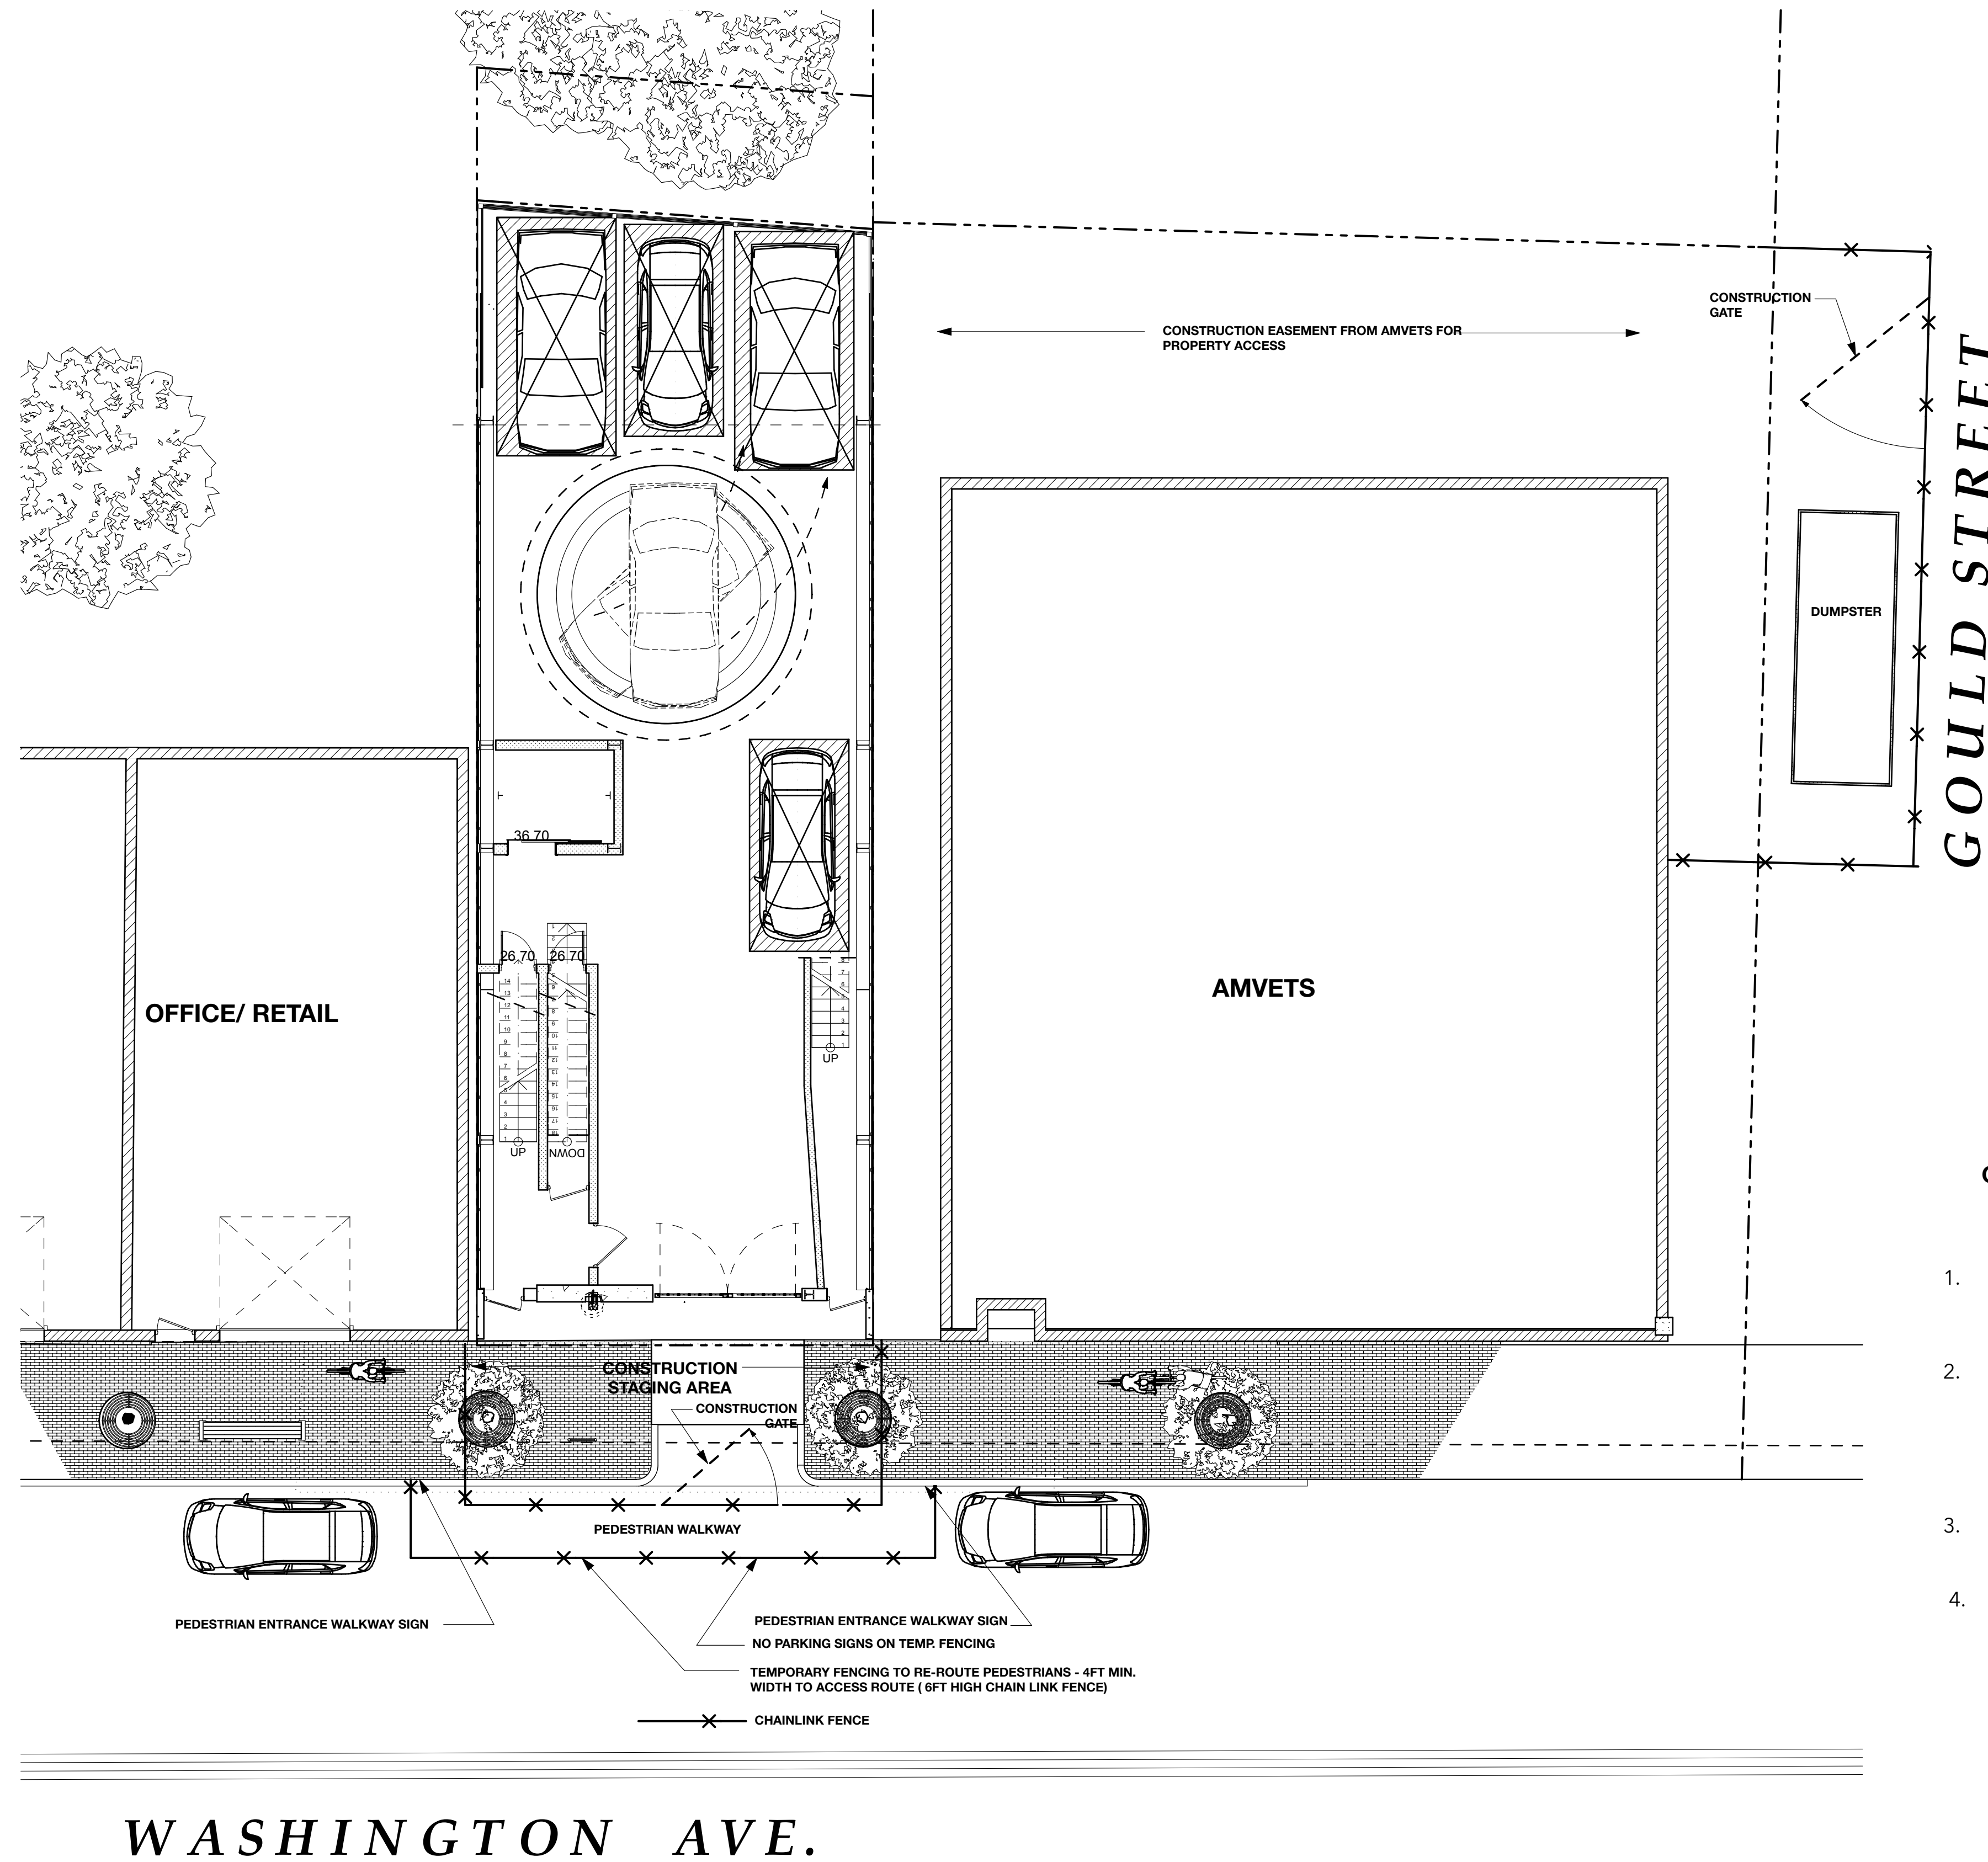 CONSTRUCTION
GATE
CONSTRUCTION EASEMENT FROM AMVETS FOR
PROPERTY ACCESS
GOULD STREET
DUMPSTER
36 70
26 70
26 70
OFFICE/ RETAIL
AMVETS
UP
UP
DOWN
1.
2.
3.
4.
CONSTRUCTION
STAGING AREA
CONSTRUCTION
GATE
PEDESTRIAN WALKWAY
PEDESTRIAN ENTRANCE WALKWAY SIGN
PEDESTRIAN ENTRANCE WALKWAY SIGN
NO PARKING SIGNS ON TEMP. FENCING
TEMPORARY FENCING TO RE-ROUTE PEDESTRIANS - 4FT MIN.
WIDTH TO ACCESS ROUTE ( 6FT HIGH CHAIN LINK FENCE)
CHAINLINK FENCE
WASHINGTON AVE.